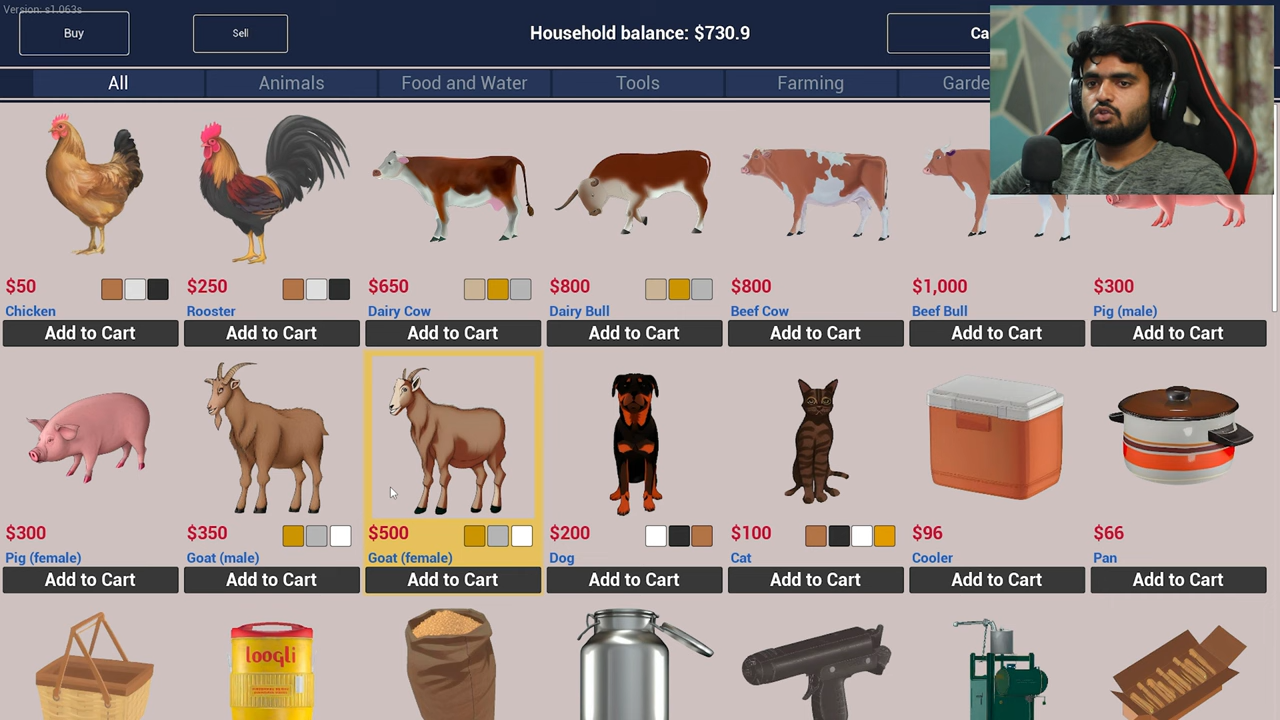 Version: s1.063s
Buy
Sell
Household balance: $730.9
Ca
All
Animals
Food and Water
Tools
Farming
Garde
$50
Chicken
Add to Cart
$250
Rooster
Add to Cart
$650
Dairy Cow
Add to Cart
$800
Dairy Bull
Add to Cart
$800
Beef Cow
Add to Cart
$1,000
Beef Bull
Add to Cart
$300
Pig (male)
Add to Cart
$300
Pig (female)
Add to Cart
$350
Goat (male)
Add to Cart
$500
Goat (female)
Add to Cart
$200
Dog
Add to Cart
$100
Cat
Add to Cart
$96
Cooler
Add to Cart
$66
Pan
Add to Cart
looqli